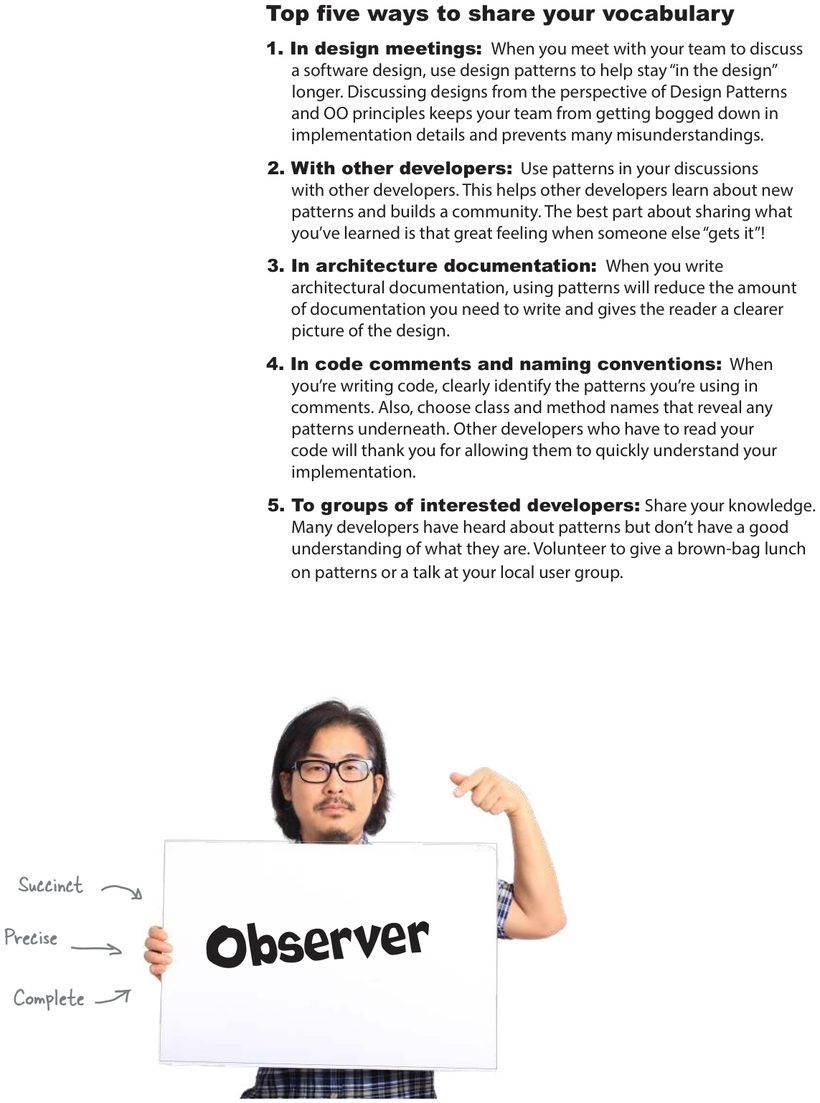 Top five ways to share your vocabulary
1. In design meetings: When you meet with your team to discuss
a software design, use design patterns to help stay “in the design”
longer. Discussing designs from the perspective of Design Patterns
and OO principles keeps your team from getting bogged down in
implementation details and prevents many misunderstandings.
2. With other developers: Use patterns in your discussions
with other developers. This helps other developers learn about new
patterns and builds a community. The best part about sharing what
you’ve learned is that great feeling when someone else “gets it”!
3. In architecture documentation: When you write
architectural documentation, using patterns will reduce the amount
of documentation you need to write and gives the reader a clearer
picture of the design.
4. In code comments and naming conventions: When
you’re writing code, clearly identify the patterns you’re using in
comments. Also, choose class and method names that reveal any
patterns underneath. Other developers who have to read your
code will thank you for allowing them to quickly understand your
implementation.
5. To groups of interested developers: Share your knowledge.
Many developers have heard about patterns but don’t have a good
understanding of what they are. Volunteer to give a brown-bag lunch
on patterns or a talk at your local user group.
Succinct
Precise
Complete
Observer